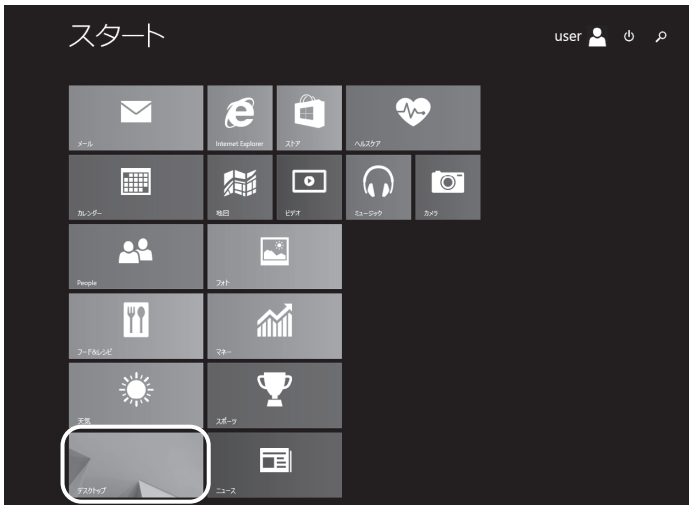 スタート
user
メール
Internet Explorer
ストア
ヘルスケア
カレンダー
地図
ビデオ
ミュージック
カメラ
People
フォト
フード&レシピ
マネー
天気
スポーツ
デスクトップ
ニュース